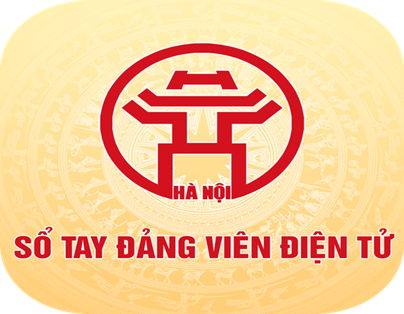 HÀ NỘI
SỔ TAY ĐẢNG VIÊN ĐIỆN TỬ